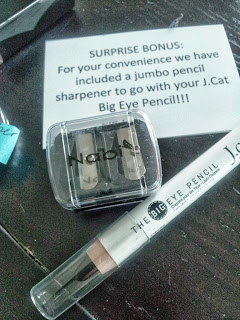 SURPRISE BONUS:
For your convenience we have
included a jumbo pencil
sharpener to go with your J.Cat
Big Eye Pencil!!!
Nabi
THE BIG EYE PENCIL
J.